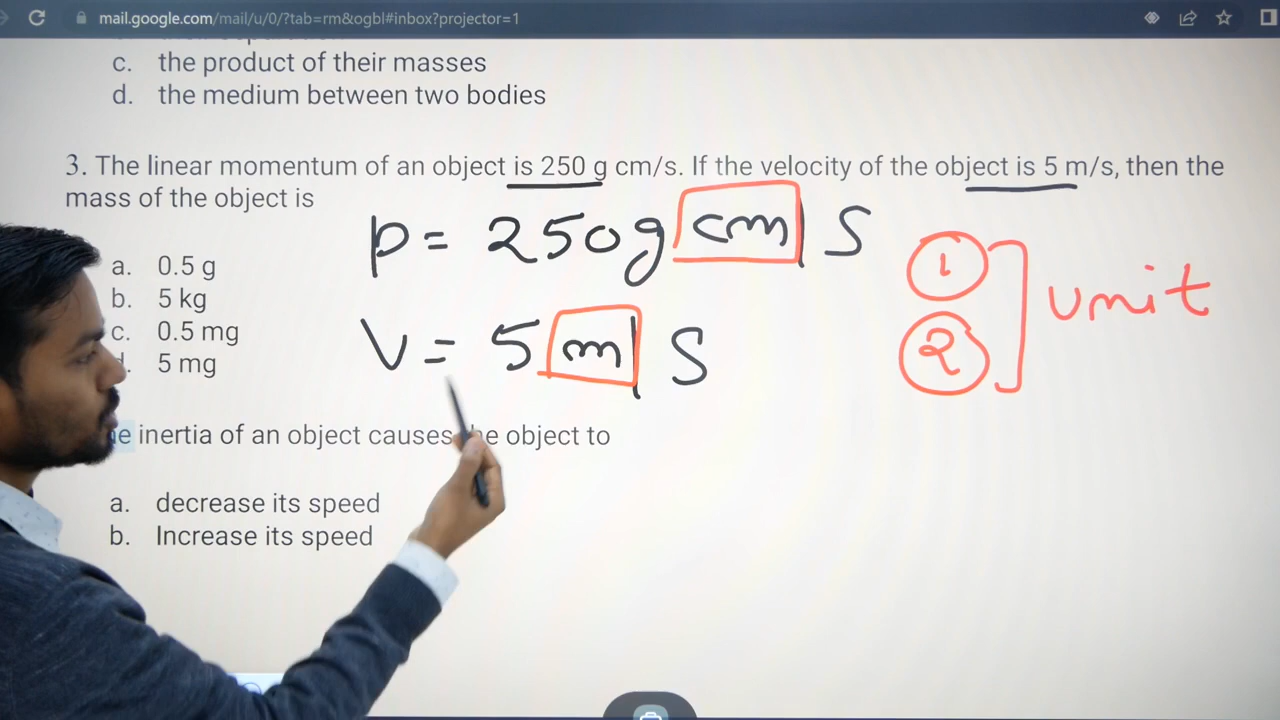 mail.google.com/mail/u/0/?tab=rm&ogbl#inbox?projector=1
c. the product of their masses
d. the medium between two bodies
3. The linear momentum of an object is 250 g cm/s. If the velocity of the object is 5 m/s, then the
mass of the object is
p = 250g cm/ S
a. 0.5 g
b. 5 kg
c. 0.5 mg
5 mg
V = 5 m/ S
1
2
unit
inertia of an object causes the object to
a. decrease its speed
b. Increase its speed